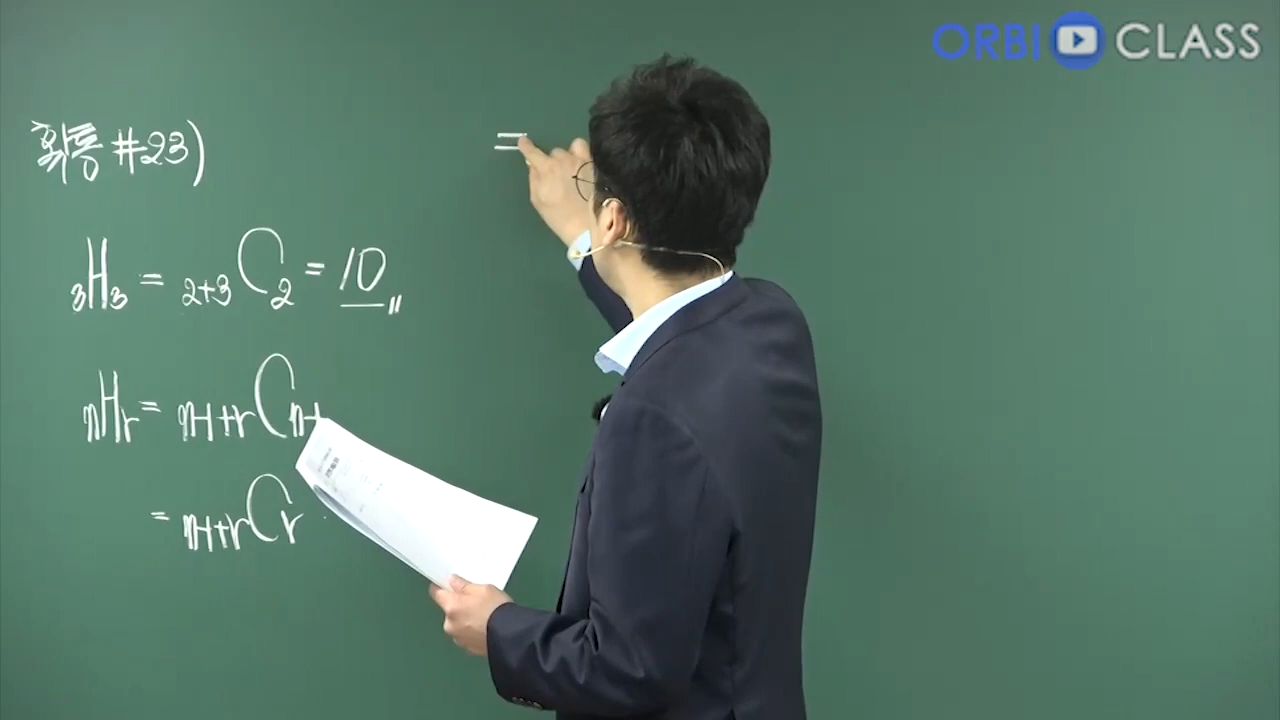 ORBI CLASS
확통 #23)
=
₃H₃ = ₂₊₃C₂ = 10
nHr = n-1+rCn-1
= n-1+rCr